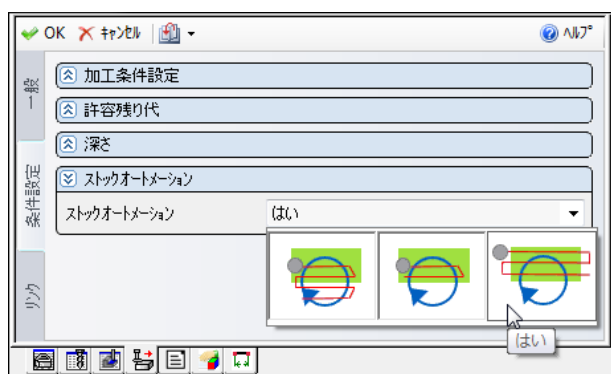 OK キャンセル ヘルプ
一般
加工条件設定
許容残り代
深さ
条件設定
ストックオートメーション
ストックオートメーション はい
リンク
はい